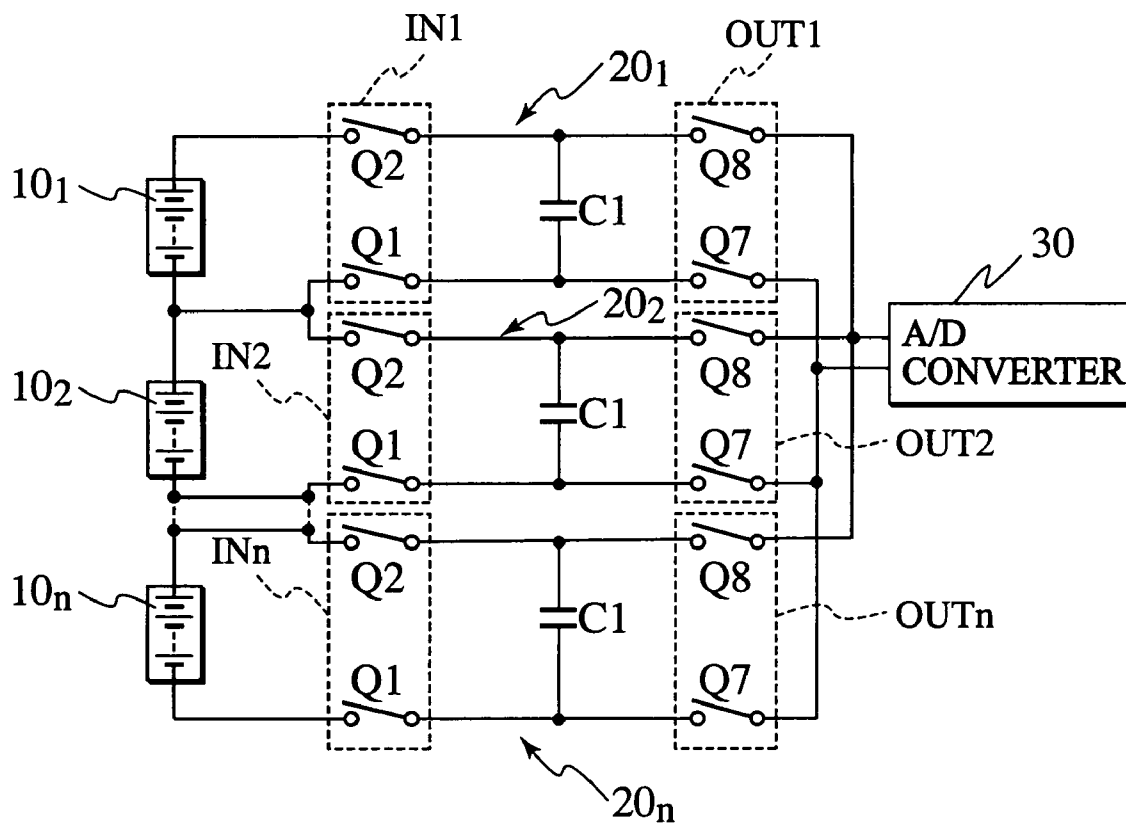 IN1
OUT1
20₁
Q2
Q8
10₁
C1
Q1
Q7
30
20₂
A/D
CONVERTER
IN2
Q2
Q8
10₂
C1
Q1
Q7
OUT2
INn
Q2
Q8
10ₙ
C1
OUTn
Q1
Q7
20ₙ